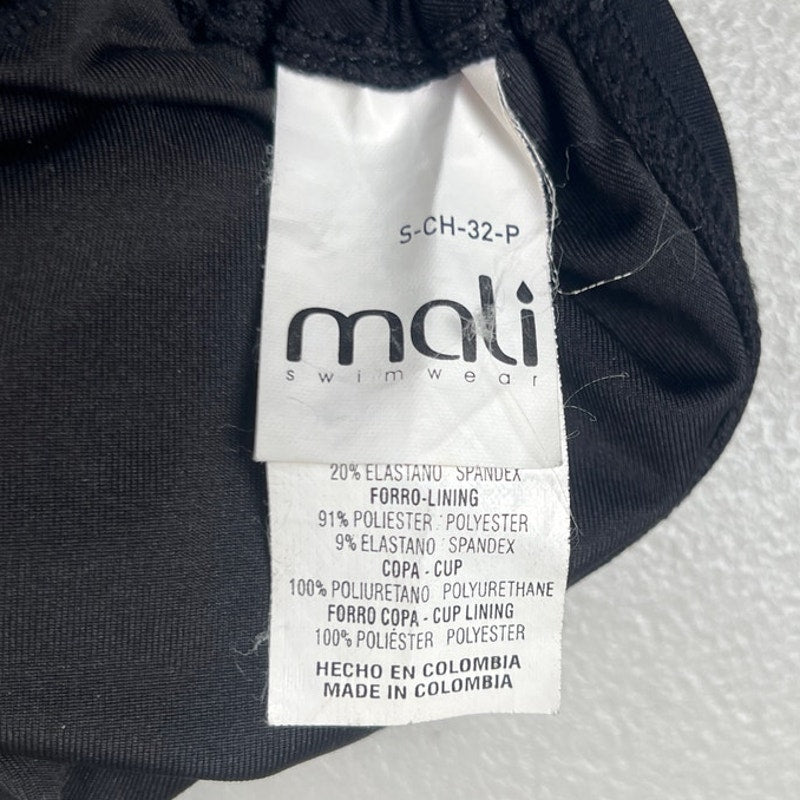 S-CH-32-P
mali
swimwear
20% ELASTANO SPANDEX
FORRO-LINING
91% POLIESTER POLYESTER
9% ELASTANO SPANDEX
COPA - CUP
100% POLIURETANO POLYURETHANE
FORRO COPA - CUP LINING
100% POLIÉSTER POLYESTER
HECHO EN COLOMBIA
MADE IN COLOMBIA